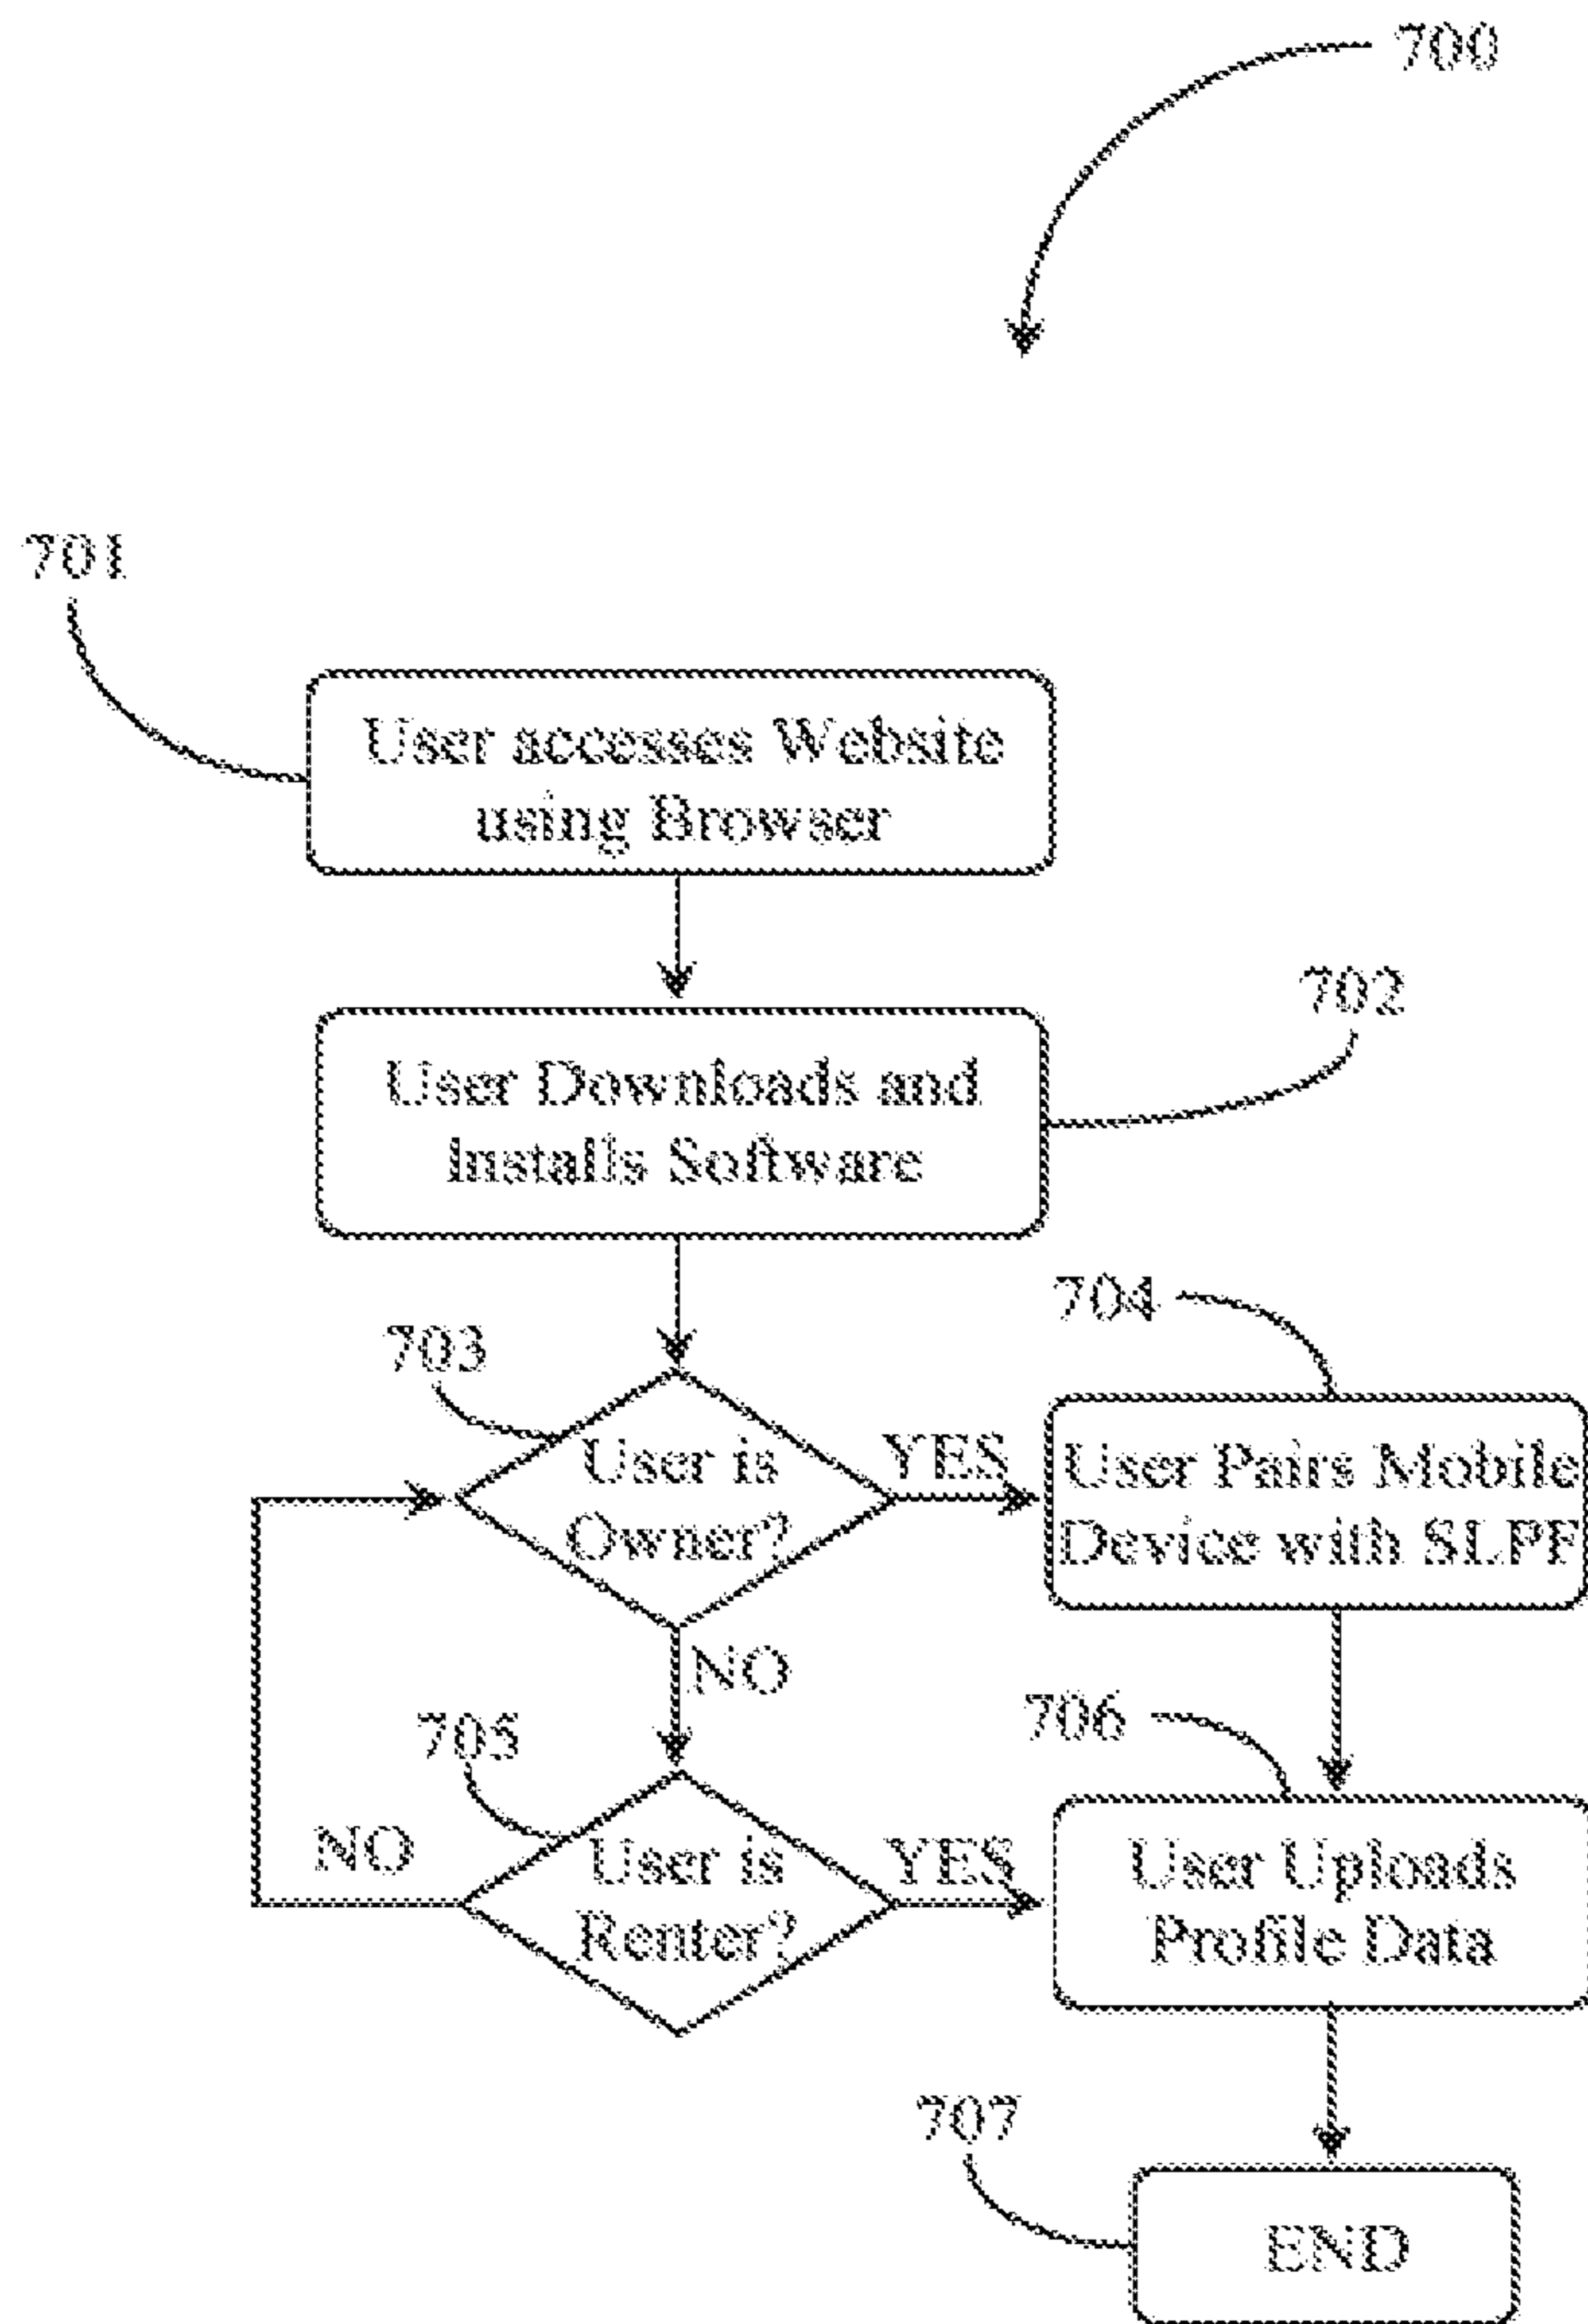 700
701
User accesses Website
using Browser
702
User Downloads and
Installs Software
703
User is
Owner?
YES
704
User Pairs Mobile
Device with SLPF
NO
705
User is
Renter?
NO
YES
706
User Uploads
Profile Data
707
END